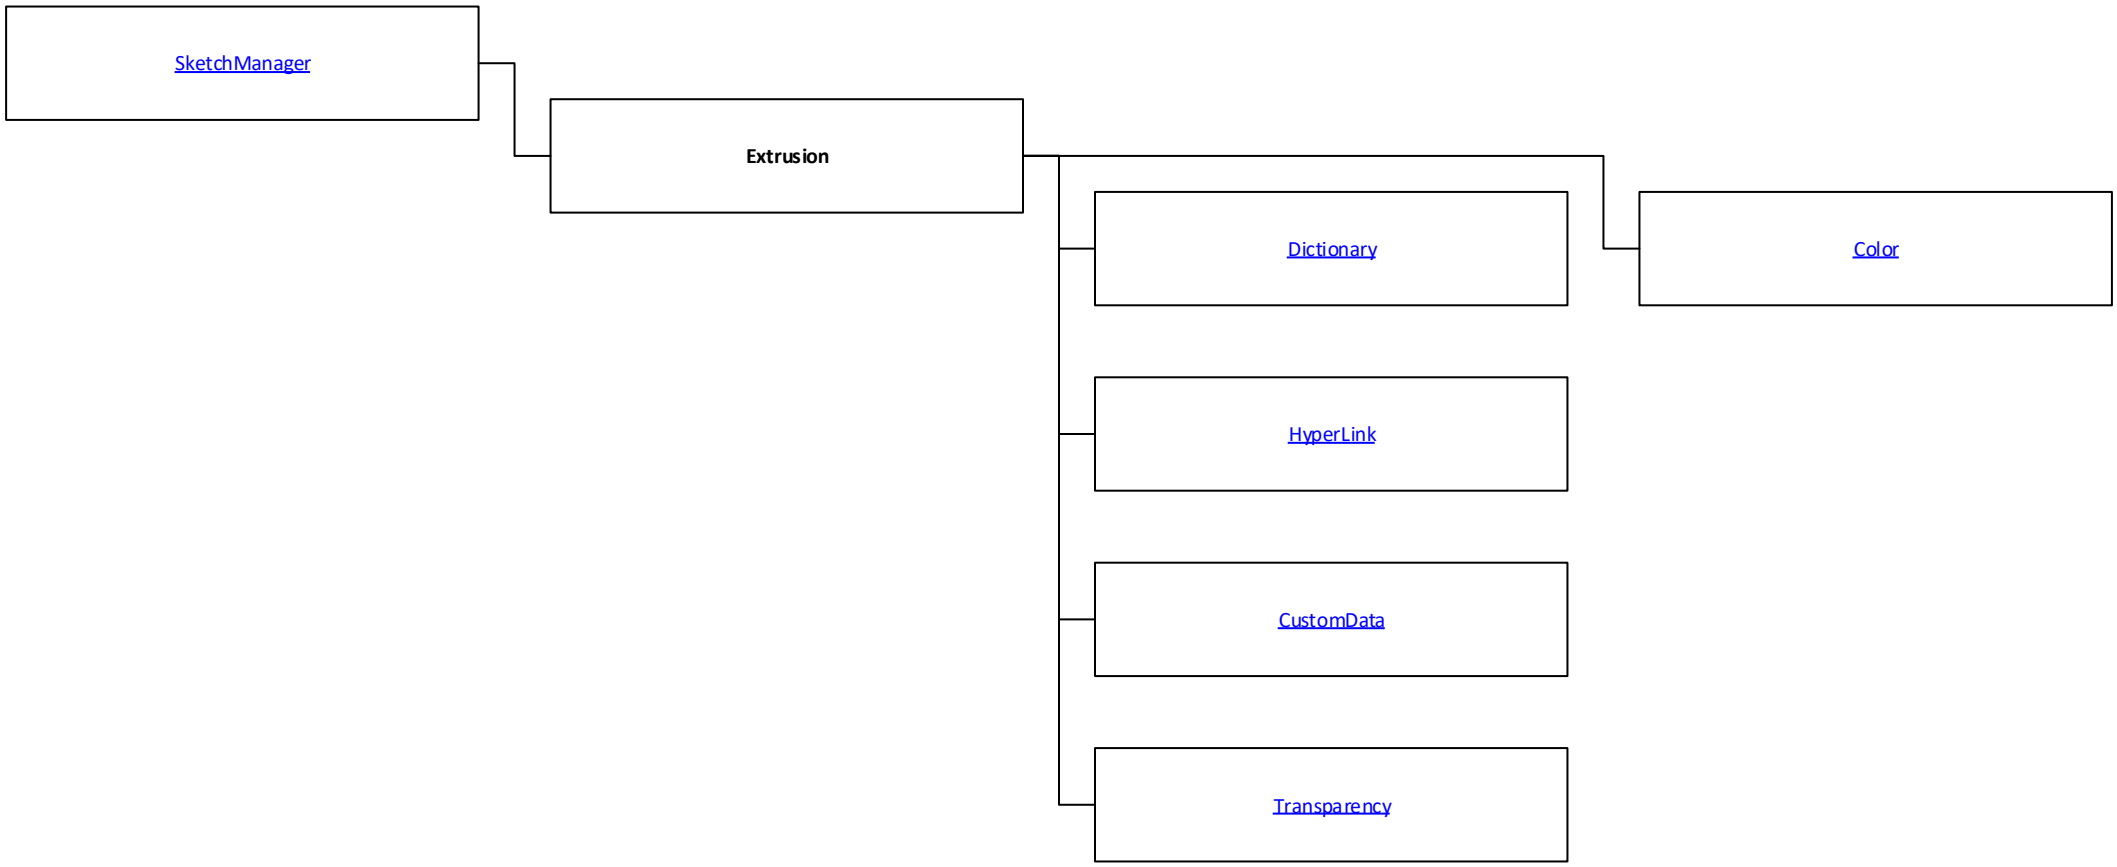 SketchManager
Extrusion
Dictionary
Color
HyperLink
CustomData
Transparency